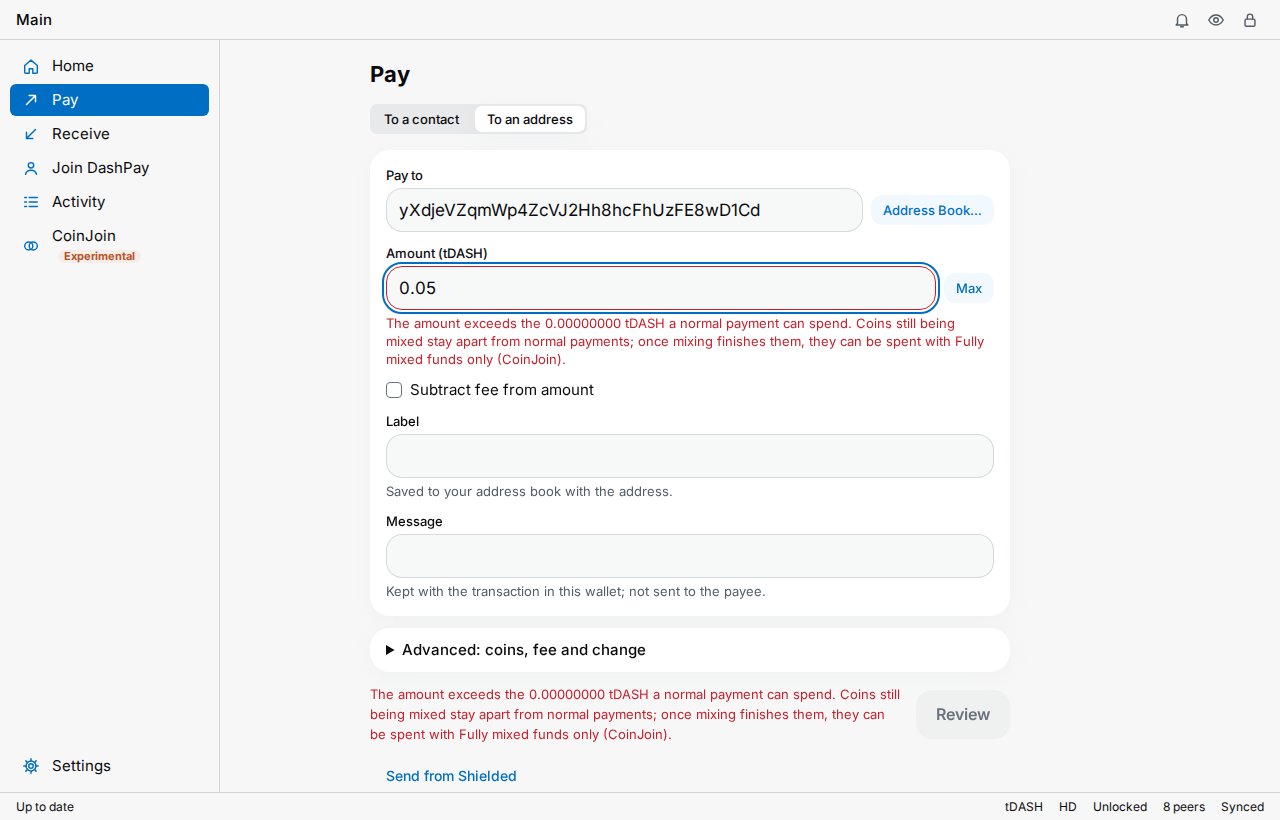 Main
Home
Pay
Receive
Join DashPay
Activity
CoinJoin
Experimental
Settings
Pay
To a contact
To an address
Pay to
yXdjeVZqmWp4ZcVJ2Hh8hcFhUzFE8wD1Cd
Address Book...
Amount (tDASH)
0.05
Max
The amount exceeds the 0.00000000 tDASH a normal payment can spend. Coins still being
mixed stay apart from normal payments; once mixing finishes them, they can be spent with Fully
mixed funds only (CoinJoin).
Subtract fee from amount
Label
Saved to your address book with the address.
Message
Kept with the transaction in this wallet; not sent to the payee.
Advanced: coins, fee and change
The amount exceeds the 0.00000000 tDASH a normal payment can spend. Coins still
being mixed stay apart from normal payments; once mixing finishes them, they can
be spent with Fully mixed funds only (CoinJoin).
Review
Send from Shielded
Up to date
tDASH
HD
Unlocked
8 peers
Synced